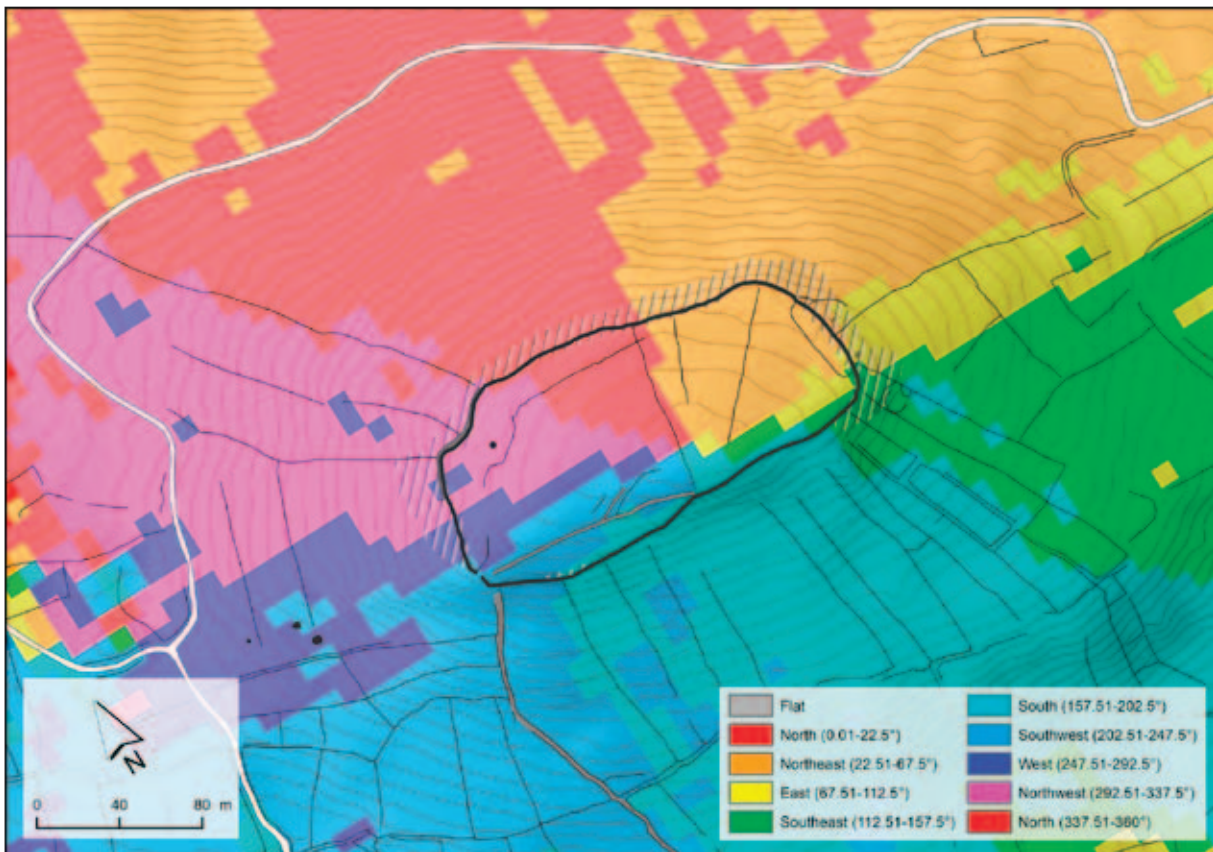 N
0 40 80 m
Flat
North (0.01-22.5°)
Northeast (22.51-67.5°)
East (67.51-112.5°)
Southeast (112.51-157.5°)
South (157.51-202.5°)
Southwest (202.51-247.5°)
West (247.51-292.5°)
Northwest (292.51-337.5°)
North (337.51-360°)